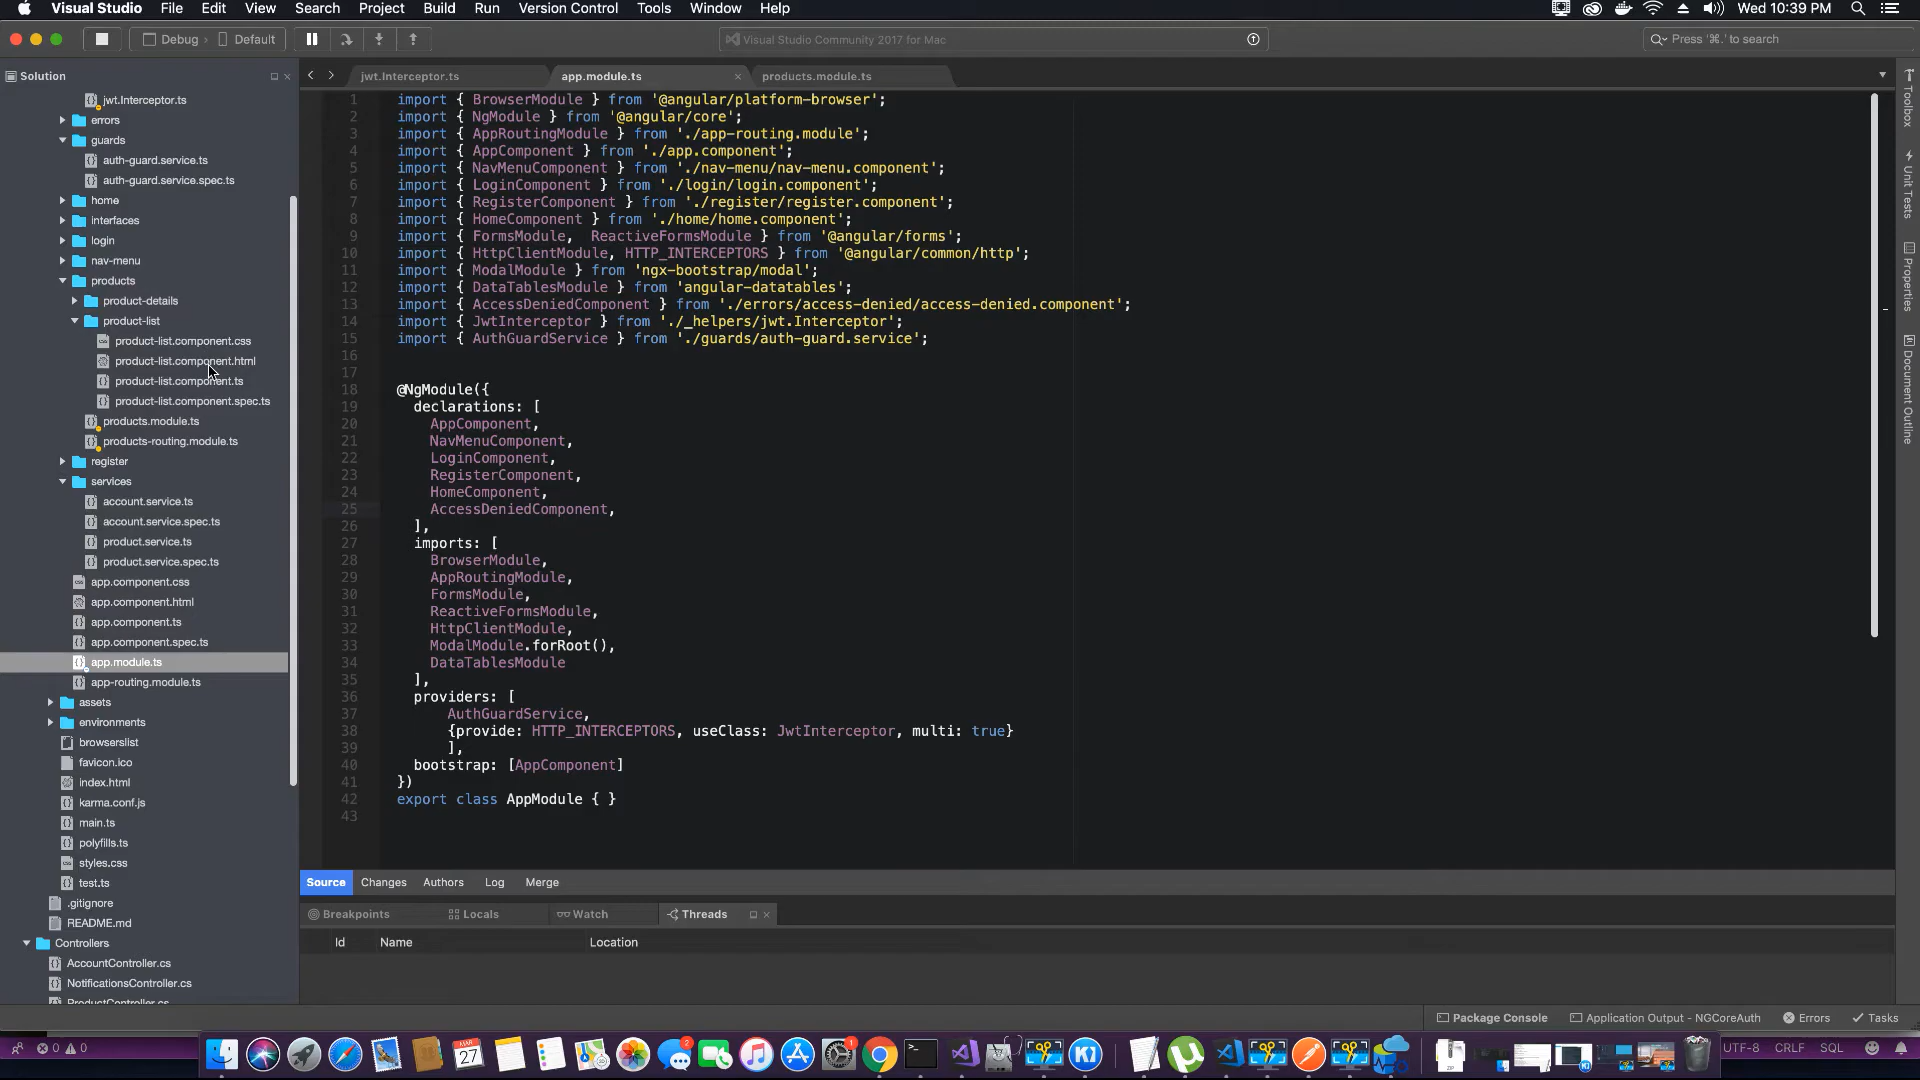 Visual Studio File Edit View Search Project Build Run Version Control Tools Window Help Wed 10:39 PM
Debug Default Visual Studio Community 2017 for Mac Press '⌘.' to search
Solution
jwt.Interceptor.ts
errors
guards
auth-guard.service.ts
auth-guard.service.spec.ts
home
interfaces
login
nav-menu
products
product-details
product-list
product-list.component.css
product-list.component.html
product-list.component.ts
product-list.component.spec.ts
products.module.ts
products-routing.module.ts
register
services
account.service.ts
account.service.spec.ts
product.service.ts
product.service.spec.ts
app.component.css
app.component.html
app.component.ts
app.component.spec.ts
app.module.ts
app-routing.module.ts
assets
environments
browserslist
favicon.ico
index.html
karma.conf.js
main.ts
polyfills.ts
styles.css
test.ts
.gitignore
README.md
Controllers
AccountController.cs
NotificationsController.cs
ProductController.cs
jwt.Interceptor.ts app.module.ts products.module.ts
1 import { BrowserModule } from '@angular/platform-browser';
2 import { NgModule } from '@angular/core';
3 import { AppRoutingModule } from './app-routing.module';
4 import { AppComponent } from './app.component';
5 import { NavMenuComponent } from './nav-menu/nav-menu.component';
6 import { LoginComponent } from './login/login.component';
7 import { RegisterComponent } from './register/register.component';
8 import { HomeComponent } from './home/home.component';
9 import { FormsModule, ReactiveFormsModule } from '@angular/forms';
10 import { HttpClientModule, HTTP_INTERCEPTORS } from '@angular/common/http';
11 import { ModalModule } from 'ngx-bootstrap/modal';
12 import { DataTablesModule } from 'angular-datatables';
13 import { AccessDeniedComponent } from './errors/access-denied/access-denied.component';
14 import { JwtInterceptor } from './_helpers/jwt.Interceptor';
15 import { AuthGuardService } from './guards/auth-guard.service';
16
17
18 @NgModule({
19 declarations: [
20 AppComponent,
21 NavMenuComponent,
22 LoginComponent,
23 RegisterComponent,
24 HomeComponent,
25 AccessDeniedComponent,
26 ],
27 imports: [
28 BrowserModule,
29 AppRoutingModule,
30 FormsModule,
31 ReactiveFormsModule,
32 HttpClientModule,
33 ModalModule.forRoot(),
34 DataTablesModule
35 ],
36 providers: [
37 AuthGuardService,
38 {provide: HTTP_INTERCEPTORS, useClass: JwtInterceptor, multi: true}
39 ],
40 bootstrap: [AppComponent]
41 })
42 export class AppModule { }
43
Toolbox
Unit Tests
Properties
Document Outline
Source Changes Authors Log Merge
Breakpoints Locals Watch Threads
Id Name Location
Package Console Application Output - NGCoreAuth Errors Tasks
0 0 UTF-8 CRLF SQL
27
2
1